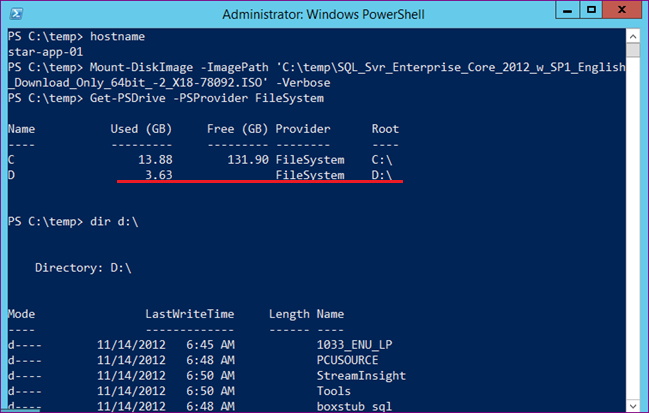 Administrator: Windows PowerShell
PS C:\temp> hostname
star-app-01
PS C:\temp> Mount-DiskImage -ImagePath 'C:\temp\SQL_Svr_Enterprise_Core_2012_w_SP1_English
_Download_Only_64bit_-2_X18-78092.ISO' -Verbose
PS C:\temp> Get-PSDrive -PSProvider FileSystem
Name Used (GB) Free (GB) Provider Root
---- --------- --------- -------- ----
C 13.88 131.90 FileSystem C:\
D 3.63 FileSystem D:\
PS C:\temp> dir d:\
Directory: D:\
Mode LastWriteTime Length Name
---- ------------- ------ ----
d---- 11/14/2012 6:45 AM 1033_ENU_LP
d---- 11/14/2012 6:48 AM PCUSOURCE
d---- 11/14/2012 6:50 AM StreamInsight
d---- 11/14/2012 6:50 AM Tools
d---- 11/14/2012 6:48 AM boxstub sql